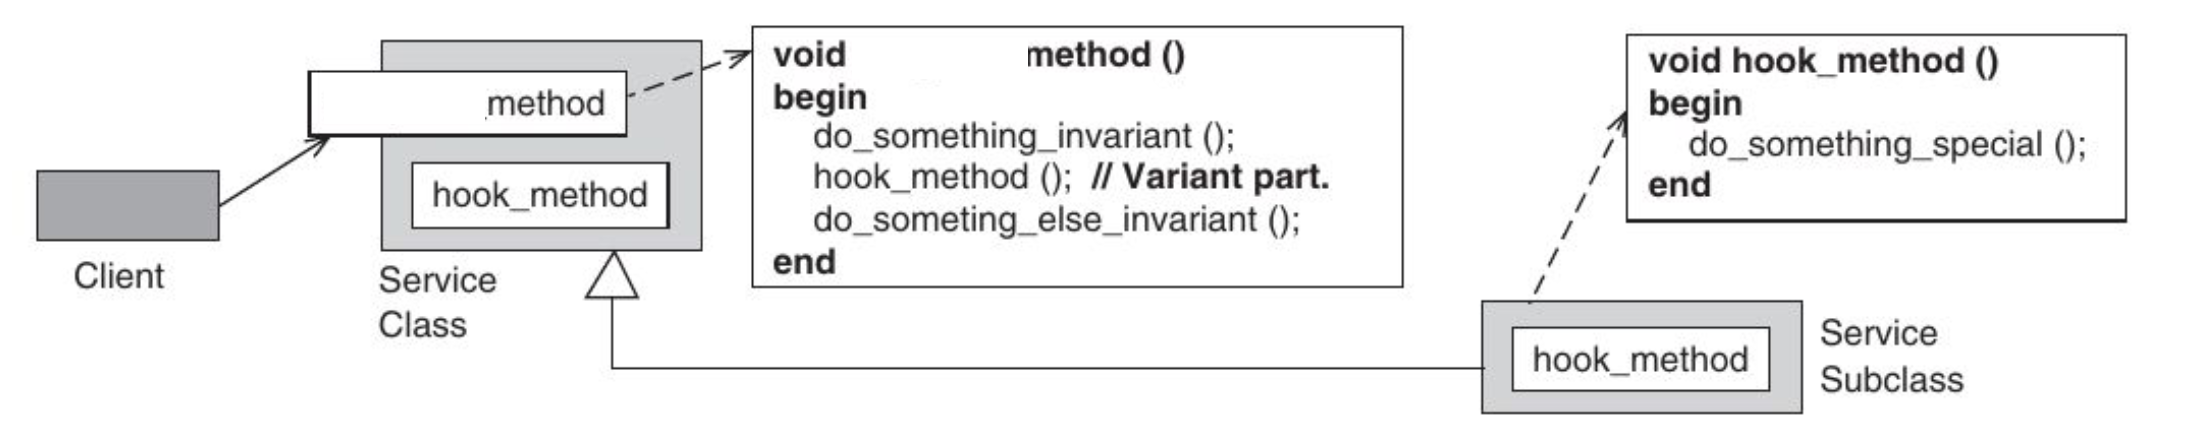 method
hook_method
Client
Service
Class
void method ()
begin
do_something_invariant ();
hook_method (); // Variant part.
do_someting_else_invariant ();
end
void hook_method ()
begin
do_something_special ();
end
hook_method
Service
Subclass